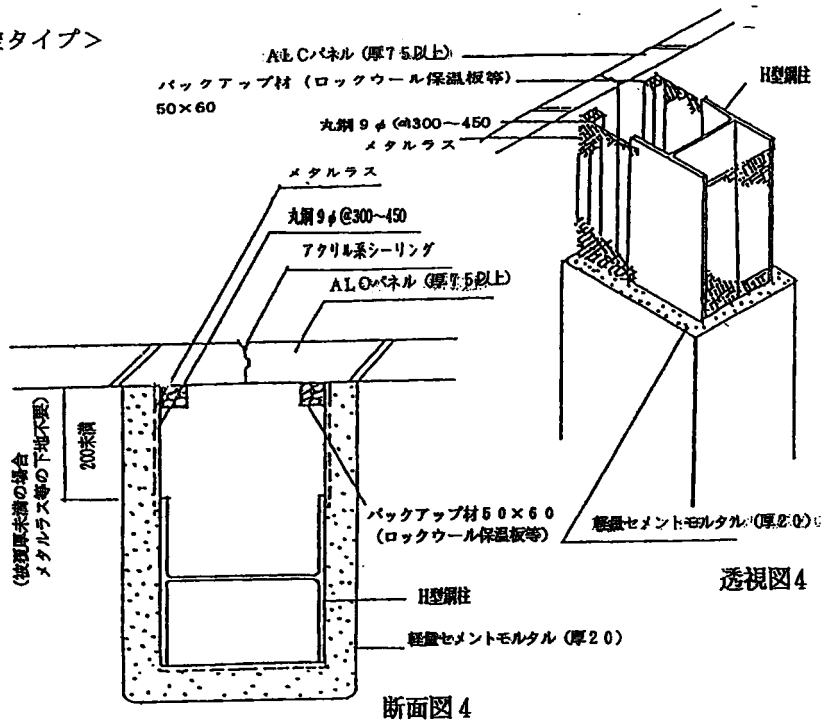 タイプ>
ALCパネル (厚75以上)
バックアップ材 (ロックウール保温板等)
50×60
丸鋼9φ@300~450
メタルラス
H型鋼柱
メタルラス
丸鋼9φ@300~450
アクリル系シーリング
ALCパネル (厚75以上)
200未満
(被覆厚未満の場合
メタルラス等の下地不要)
バックアップ材50×60
(ロックウール保温板等)
H型鋼柱
軽量セメントモルタル (厚20)
断面図4
軽量セメントモルタル (厚20)
透視図4